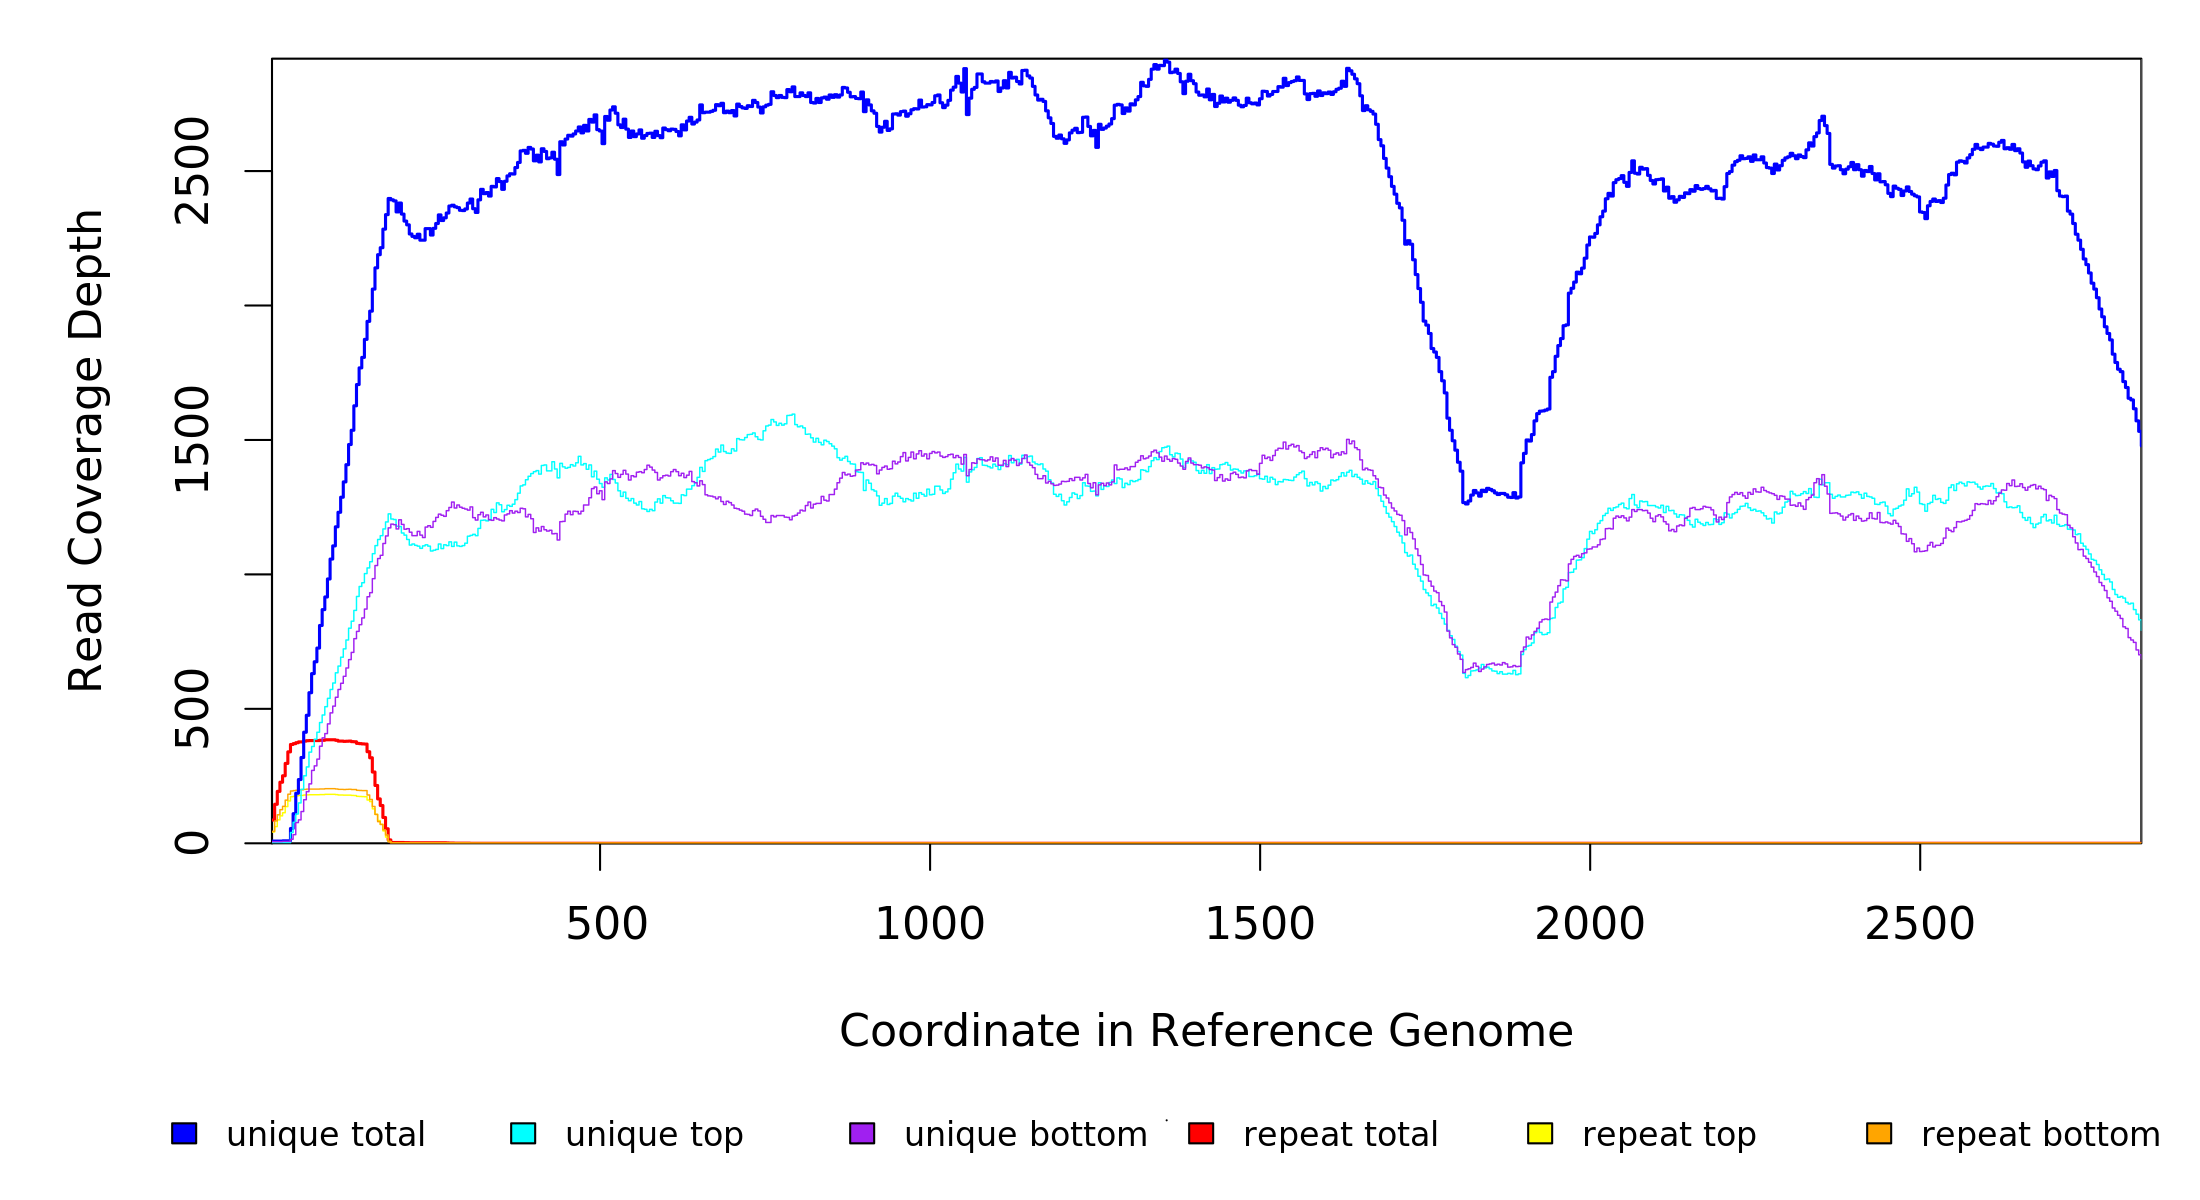 Read Coverage Depth
2500
1500
500
0
500 1000 1500 2000 2500
Coordinate in Reference Genome
unique total unique top unique bottom repeat total repeat top repeat bottom